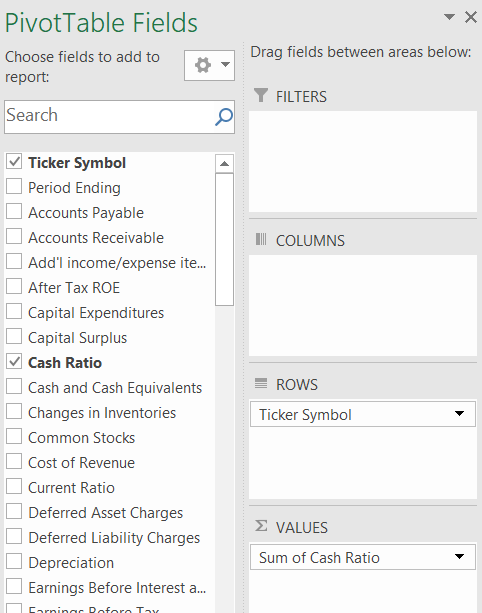 PivotTable Fields
Choose fields to add to
report:
Search
Ticker Symbol
Period Ending
Accounts Payable
Accounts Receivable
Add'l income/expense ite...
After Tax ROE
Capital Expenditures
Capital Surplus
Cash Ratio
Cash and Cash Equivalents
Changes in Inventories
Common Stocks
Cost of Revenue
Current Ratio
Deferred Asset Charges
Deferred Liability Charges
Depreciation
Earnings Before Interest a...
Earnings Before Tax
Drag fields between areas below:
FILTERS
COLUMNS
ROWS
Ticker Symbol
Σ VALUES
Sum of Cash Ratio